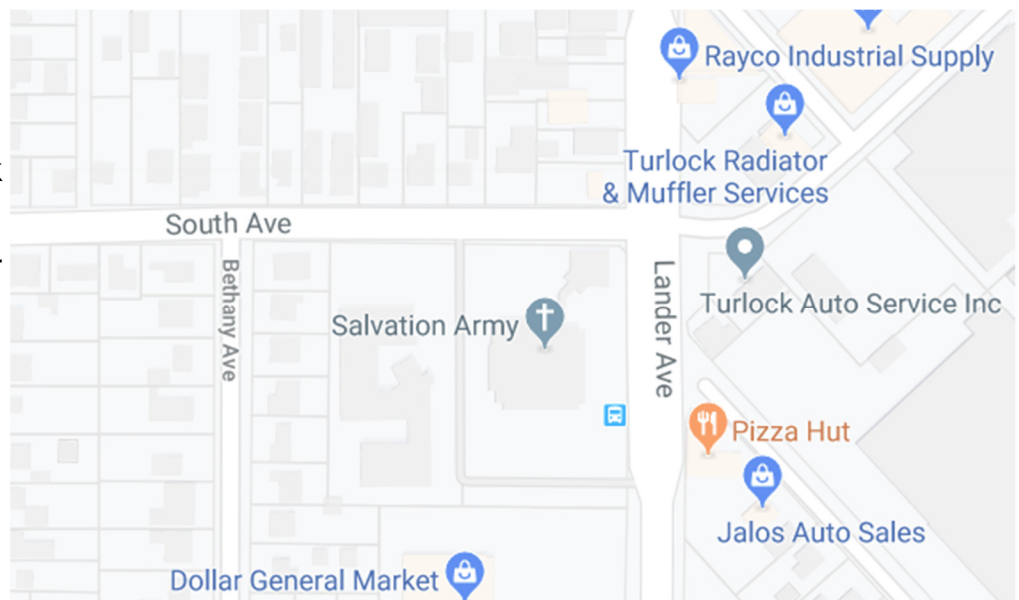 Rayco Industrial Supply
Turlock Radiator
& Muffler Services
South Ave
Bethany Ave
Lander Ave
Turlock Auto Service Inc
Salvation Army
Pizza Hut
Jalos Auto Sales
Dollar General Market